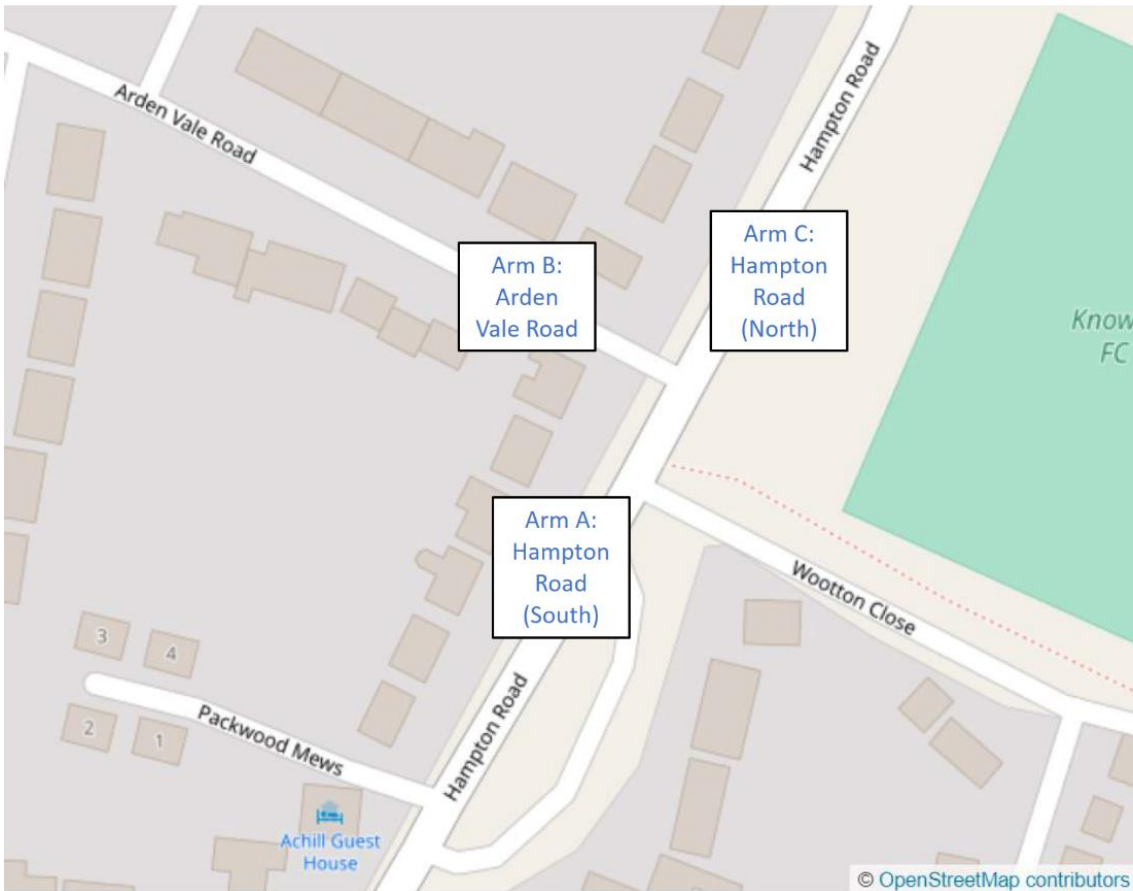 Arden Vale Road
Hampton Road
Arm B:
Arden
Vale Road
Arm C:
Hampton
Road
(North)
Know
FC
Arm A:
Hampton
Road
(South)
Wootton Close
3
4
2
1
Packwood Mews
Hampton Road
Achill Guest
House
© OpenStreetMap contributors